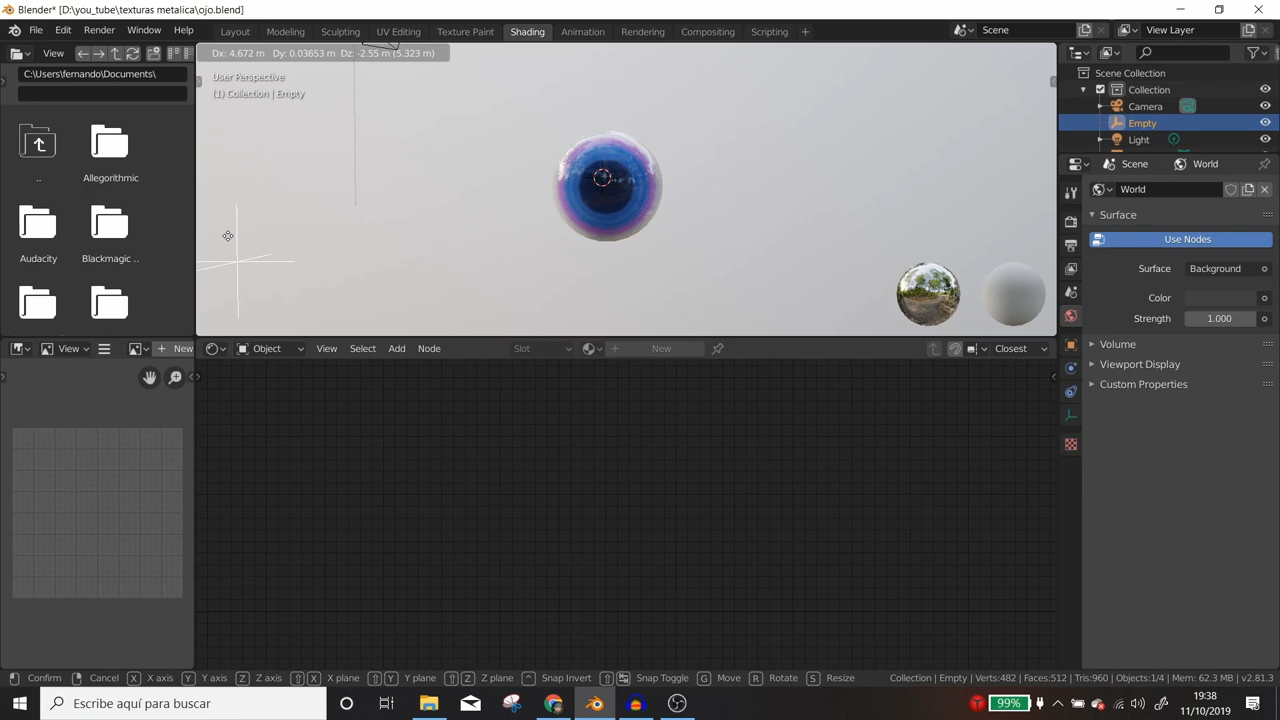 Blender* [D:\you_tube\texturas metalica\ojo.blend]
File Edit Render Window Help Layout Modeling Sculpting UV Editing Texture Paint Shading Animation Rendering Compositing Scripting + Scene View Layer
View Dx: 4.672 m Dy: 0.03653 m Dz: -2.55 m (5.323 m)
C:\Users\fernando\Documents\
User Perspective
(1) Collection | Empty
Scene Collection
Collection
Camera
Empty
Light
Scene World
World
.. Allegorithmic
Surface
Use Nodes
Audacity Blackmagic ..
Surface Background
Color
Strength 1.000
Volume
Viewport Display
Custom Properties
View New Object View Select Add Node Slot New Closest
Confirm Cancel X X axis Y Y axis Z Z axis X X plane Y Y plane Z Z plane Snap Invert Snap Toggle G Move R Rotate S Resize Collection | Empty | Verts:482 | Faces:512 | Tris:960 | Objects:1/4 | Mem: 62.3 MB | v2.81.3
Escribe aquí para buscar
99%
19:38
11/10/2019